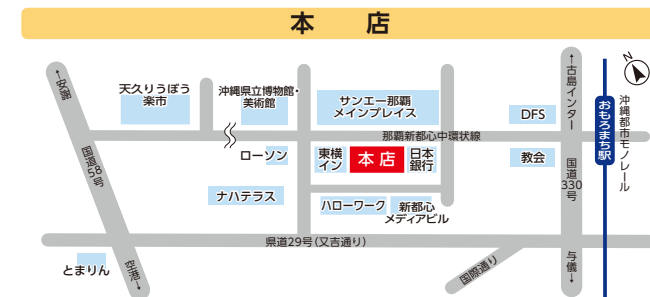 本 店
←安謝
天久りうぼう
楽市
沖縄県立博物館・
美術館
サンエー那覇
メインプレイス
DFS
←古島インター
N
沖縄都市モノレール
おもろまち駅
那覇新都心中環状線
国道58号
ローソン
東横
イン
本 店
日本
銀行
教会
国道330号
ナハテラス
ハローワーク
新都心
メディアビル
県道29号(又吉通り)
とまりん
空港→
国際通り
与儀→